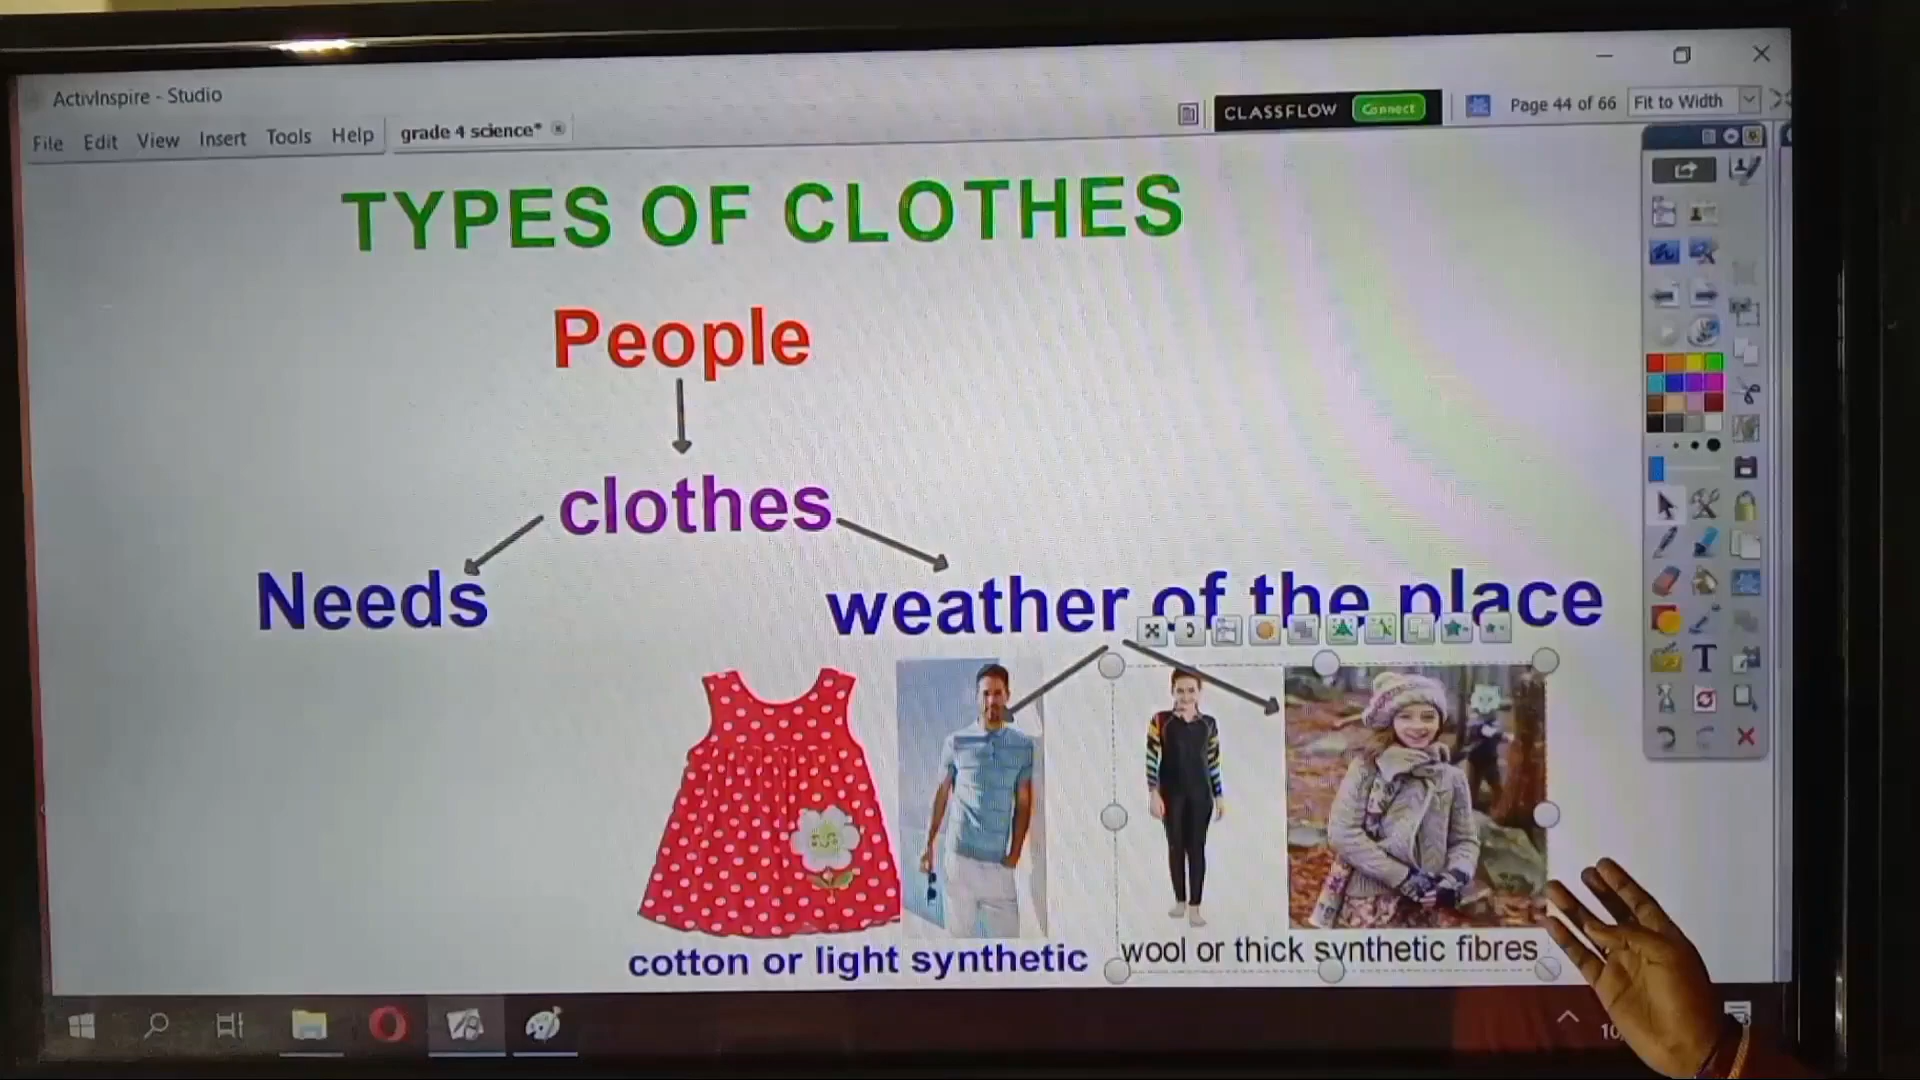 ActivInspire - Studio
File Edit View Insert Tools Help
grade 4 science*
CLASSFLOW Connect
Page 44 of 66
Fit to Width
TYPES OF CLOTHES
People
clothes
Needs
weather of the place
cotton or light synthetic
wool or thick synthetic fibres